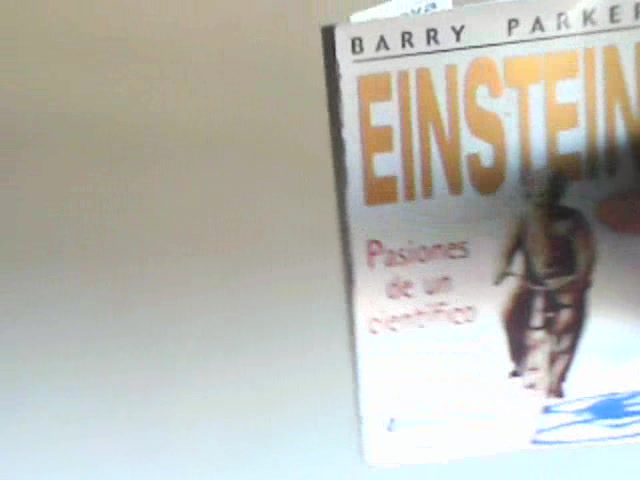 BARRY PARKER
EINSTEIN
Pasiones
de un
científico